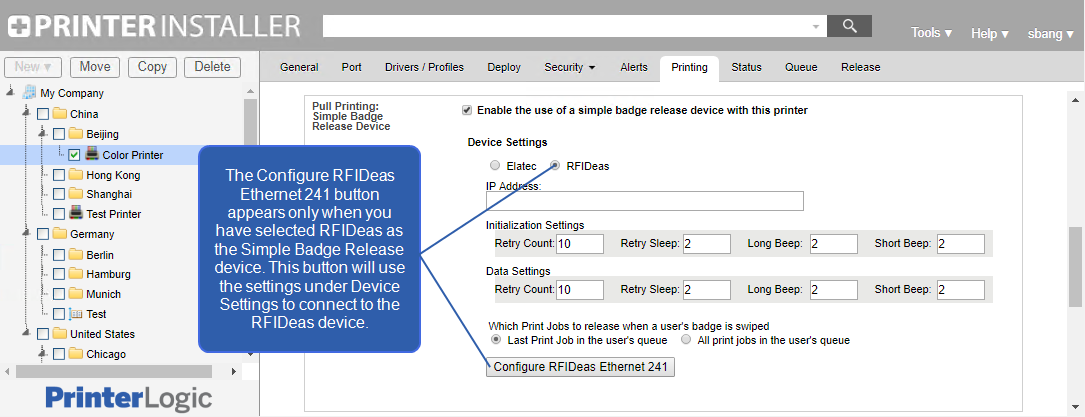 PRINTER INSTALLER
Tools ▾ Help ▾ sbang ▾
New ▾ Move Copy Delete
General Port Drivers / Profiles Deploy Security ▾ Alerts Printing Status Queue Release
My Company
China
Beijing
Color Printer
Hong Kong
Shanghai
Test Printer
Germany
Berlin
Hamburg
Munich
Test
United States
Chicago
PrinterLogic
The Configure RFIDeas
Ethernet 241 button
appears only when you
have selected RFIDeas as
the Simple Badge Release
device. This button will use
the settings under Device
Settings to connect to the
RFIDeas device.
Pull Printing:
Simple Badge
Release Device
Enable the use of a simple badge release device with this printer
Device Settings
Elatec RFIDeas
IP Address:
Initialization Settings
Retry Count: 10 Retry Sleep: 2 Long Beep: 2 Short Beep: 2
Data Settings
Retry Count: 10 Retry Sleep: 2 Long Beep: 2 Short Beep: 2
Which Print Jobs to release when a user's badge is swiped
Last Print Job in the user's queue All print jobs in the user's queue
Configure RFIDeas Ethernet 241